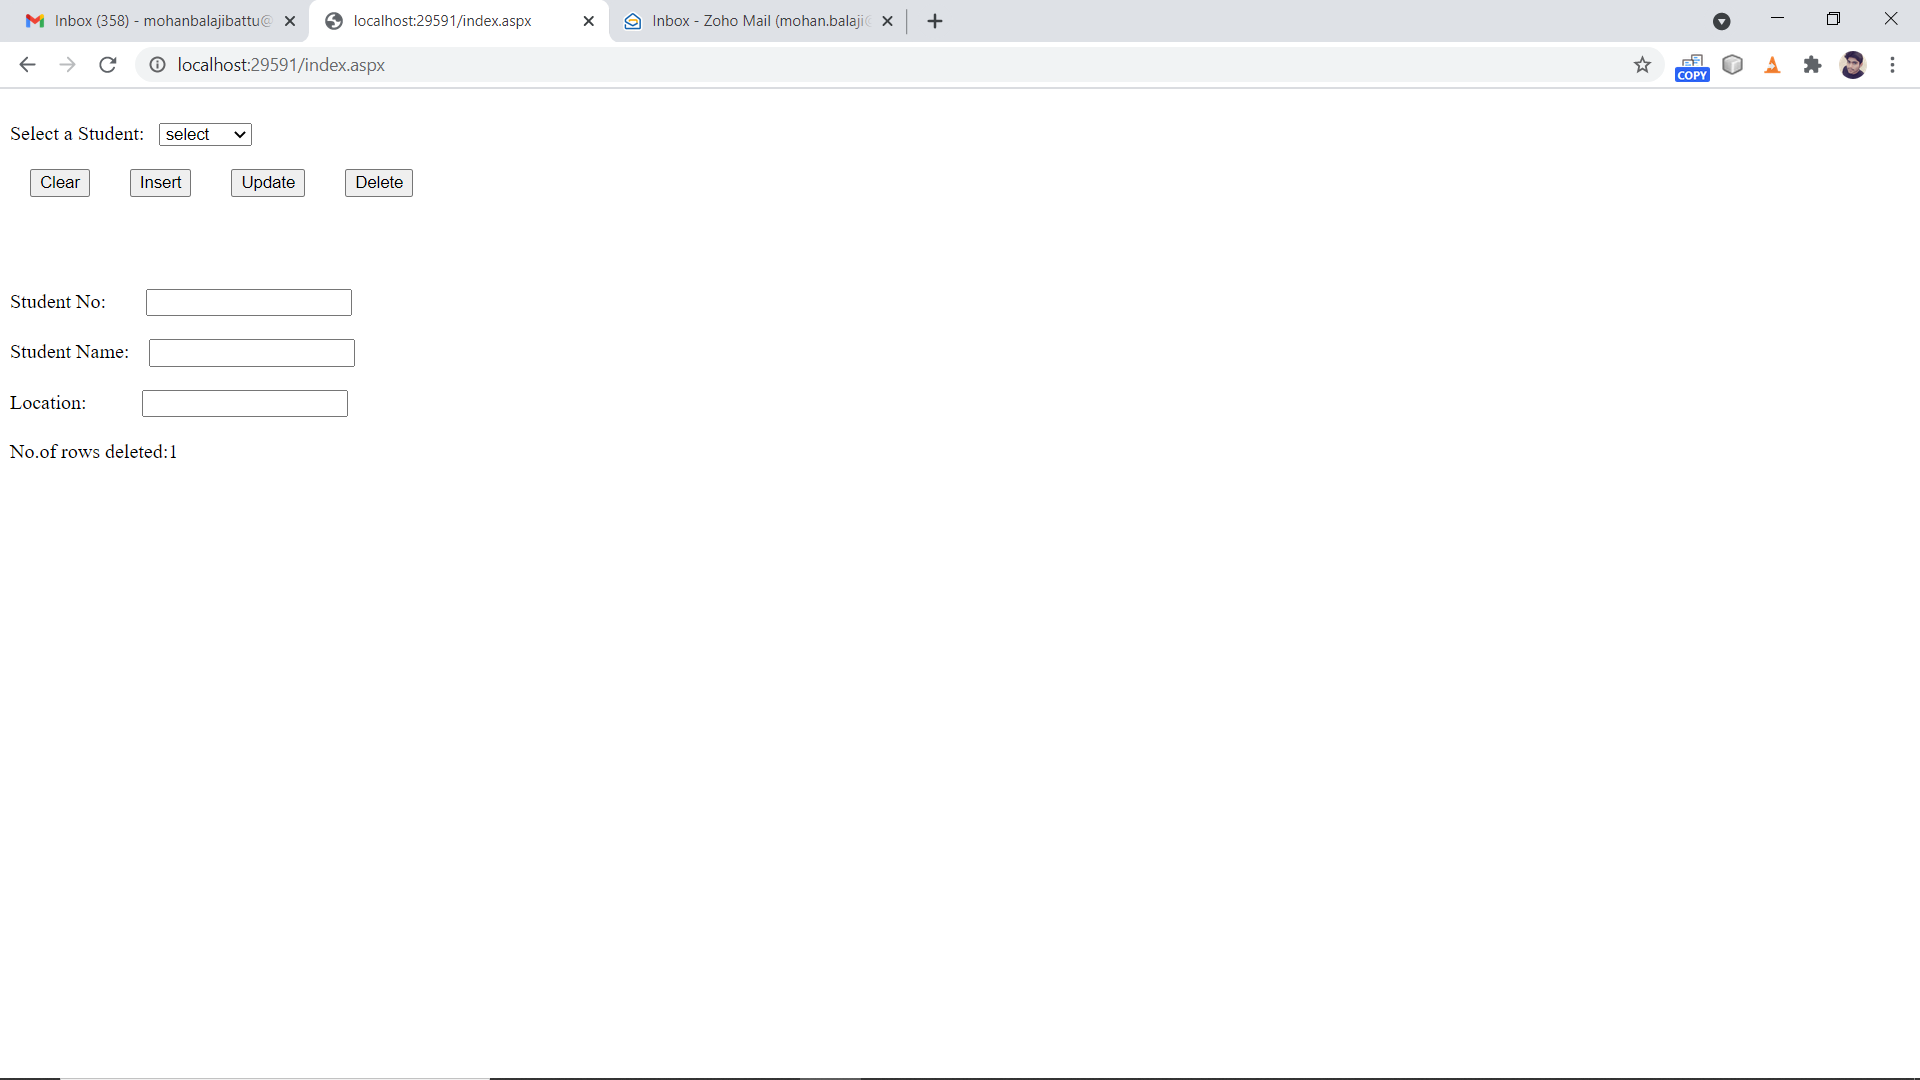 Inbox (358) - mohanbalajibattu@
localhost:29591/index.aspx
Inbox - Zoho Mail (mohan.balaji@
localhost:29591/index.aspx
COPY
Select a Student: select
Clear Insert Update Delete
Student No:
Student Name:
Location:
No.of rows deleted:1